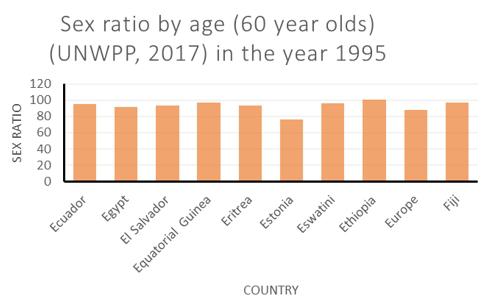 Sex ratio by age (60 year olds)
(UNWPP, 2017) in the year 1995
120
100
80
60
40
20
0
SEX RATIO
Ecuador
Egypt
El Salvador
Equatorial Guinea
Eritrea
Estonia
Eswatini
Ethiopia
Europe
Fiji
COUNTRY